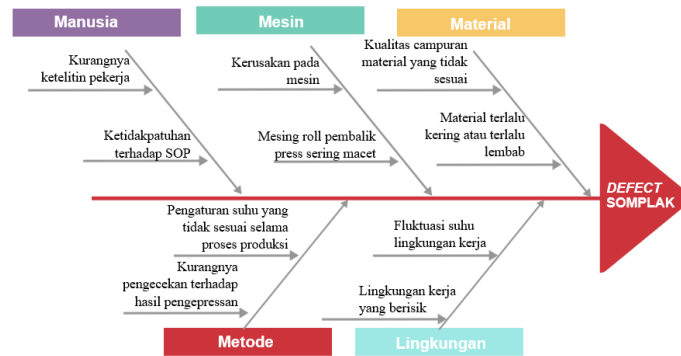 Manusia
Mesin
Material
Kurangnya
ketelitin pekerja
Ketidakpatuhan
terhadap SOP
Kerusakan pada
mesin
Mesing roll pembalik
press sering macet
Kualitas campuran
material yang tidak
sesuai
Material terlalu
kering atau terlalu
lembab
DEFECT
SOMPLAK
Pengaturan suhu yang
tidak sesuai selama
proses produksi
Kurangnya
pengecekan terhadap
hasil pengepressan
Fluktuasi suhu
lingkungan kerja
Lingkungan kerja
yang berisik
Metode
Lingkungan